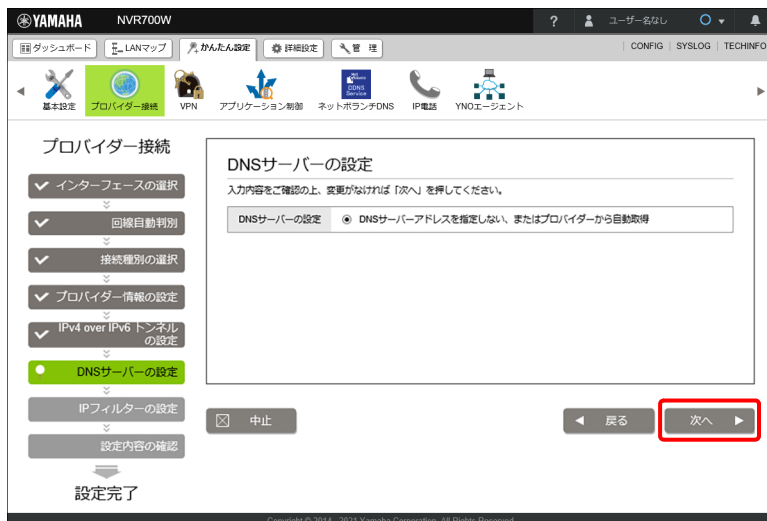 YAMAHA NVR700W ? ユーザー名なし
ダッシュボード LANマップ かんたん設定 詳細設定 管 理 CONFIG SYSLOG TECHINFO
基本設定 プロバイダー接続 VPN アプリケーション制御 ネットボランチDNS IP電話 YNOエージェント
プロバイダー接続
インターフェースの選択
回線自動判別
接続種別の選択
プロバイダー情報の設定
IPv4 over IPv6 トンネル
の設定
DNSサーバーの設定
IPフィルターの設定
設定内容の確認
設定完了
DNSサーバーの設定
入力内容をご確認の上、変更がなければ「次へ」を押してください。
DNSサーバーの設定 DNSサーバーアドレスを指定しない、またはプロバイダーから自動取得
中止 戻る 次へ
Copyright © 2014 - 2021 Yamaha Corporation. All Rights Reserved.